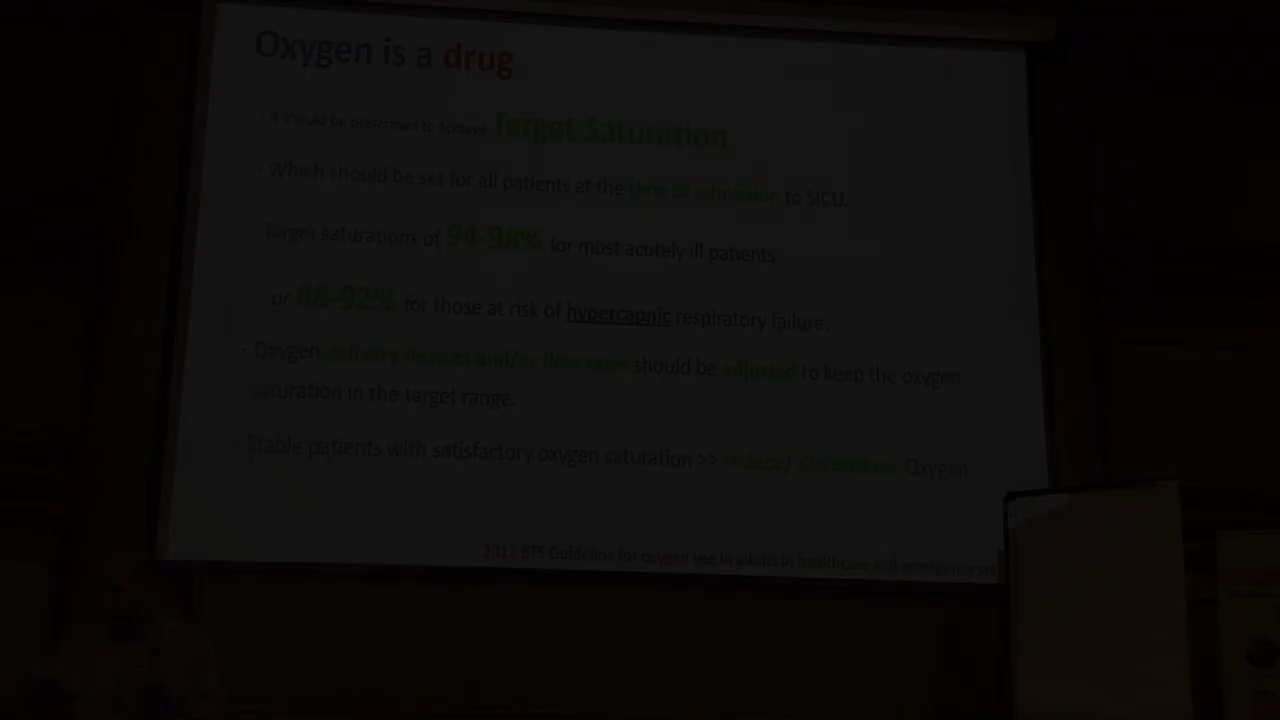 Oxygen is a drug
- It should be prescribed to achieve Target Saturation
- Which should be set for all patients at the time of admission to SICU.
Target saturations of 94-98% for most acutely ill patients
or 88-92% for those at risk of hypercapnic respiratory failure.
- Oxygen delivery devices and/or flow rates should be adjusted to keep the oxygen
saturation in the target range.
- Stable patients with satisfactory oxygen saturation >> reduce/ discontinue Oxygen
2017 BTS Guideline for oxygen use in adults in healthcare and emergency